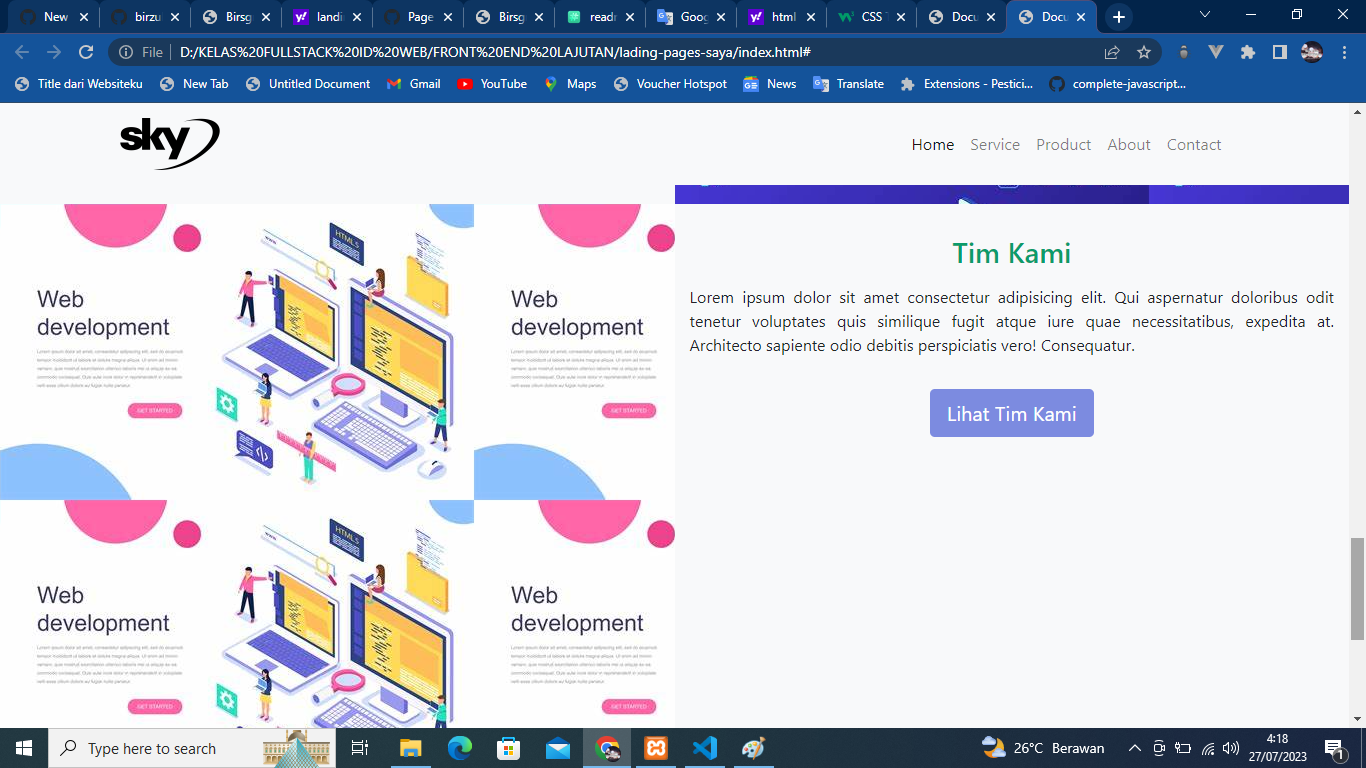 New
birzu
Birsg
landi
Page
Birsg
readr
Goog
html
CSS T
Docu
Docu
File
D:/KELAS%20FULLSTACK%20ID%20WEB/FRONT%20END%20LAJUTAN/lading-pages-saya/index.html#
Title dari Websiteku
New Tab
Untitled Document
Gmail
YouTube
Maps
Voucher Hotspot
News
Translate
Extensions - Pestici...
complete-javascript...
sky
Home Service Product About Contact
Web
development
GET STARTED
HTML5
Web
development
GET STARTED
Web
development
GET STARTED
HTML5
Web
development
GET STARTED
Tim Kami
Lorem ipsum dolor sit amet consectetur adipisicing elit. Qui aspernatur doloribus odit
tenetur voluptates quis similique fugit atque iure quae necessitatibus, expedita at.
Architecto sapiente odio debitis perspiciatis vero! Consequatur.
Lihat Tim Kami
Type here to search
26°C Berawan
4:18
27/07/2023
1